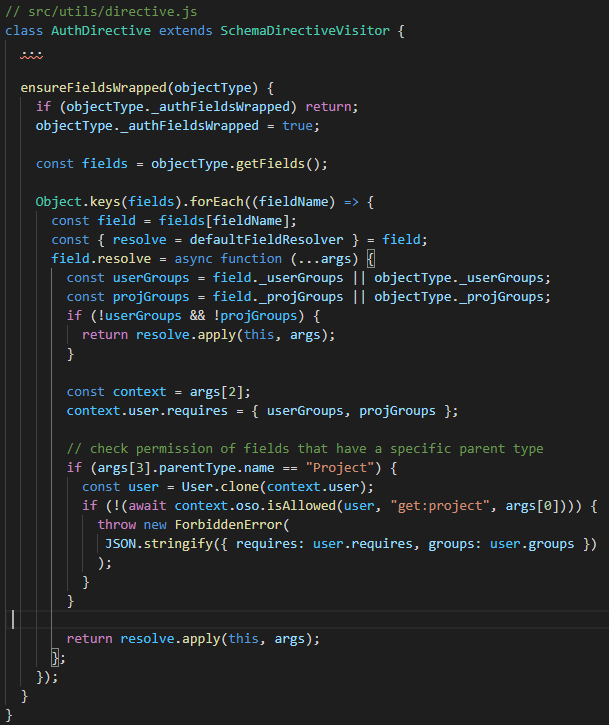 // src/utils/directive.js
class AuthDirective extends SchemaDirectiveVisitor {
  ...

  ensureFieldsWrapped(objectType) {
    if (objectType._authFieldsWrapped) return;
    objectType._authFieldsWrapped = true;

    const fields = objectType.getFields();

    Object.keys(fields).forEach((fieldName) => {
      const field = fields[fieldName];
      const { resolve = defaultFieldResolver } = field;
      field.resolve = async function (...args) {
        const userGroups = field._userGroups || objectType._userGroups;
        const projGroups = field._projGroups || objectType._projGroups;
        if (!userGroups && !projGroups) {
          return resolve.apply(this, args);
        }

        const context = args[2];
        context.user.requires = { userGroups, projGroups };

        // check permission of fields that have a specific parent type
        if (args[3].parentType.name == "Project") {
          const user = User.clone(context.user);
          if (!(await context.oso.isAllowed(user, "get:project", args[0]))) {
            throw new ForbiddenError(
             JSON.stringify({ requires: user.requires, groups: user.groups })
            );
          }
        }

        return resolve.apply(this, args);
      };
    });
  }
}